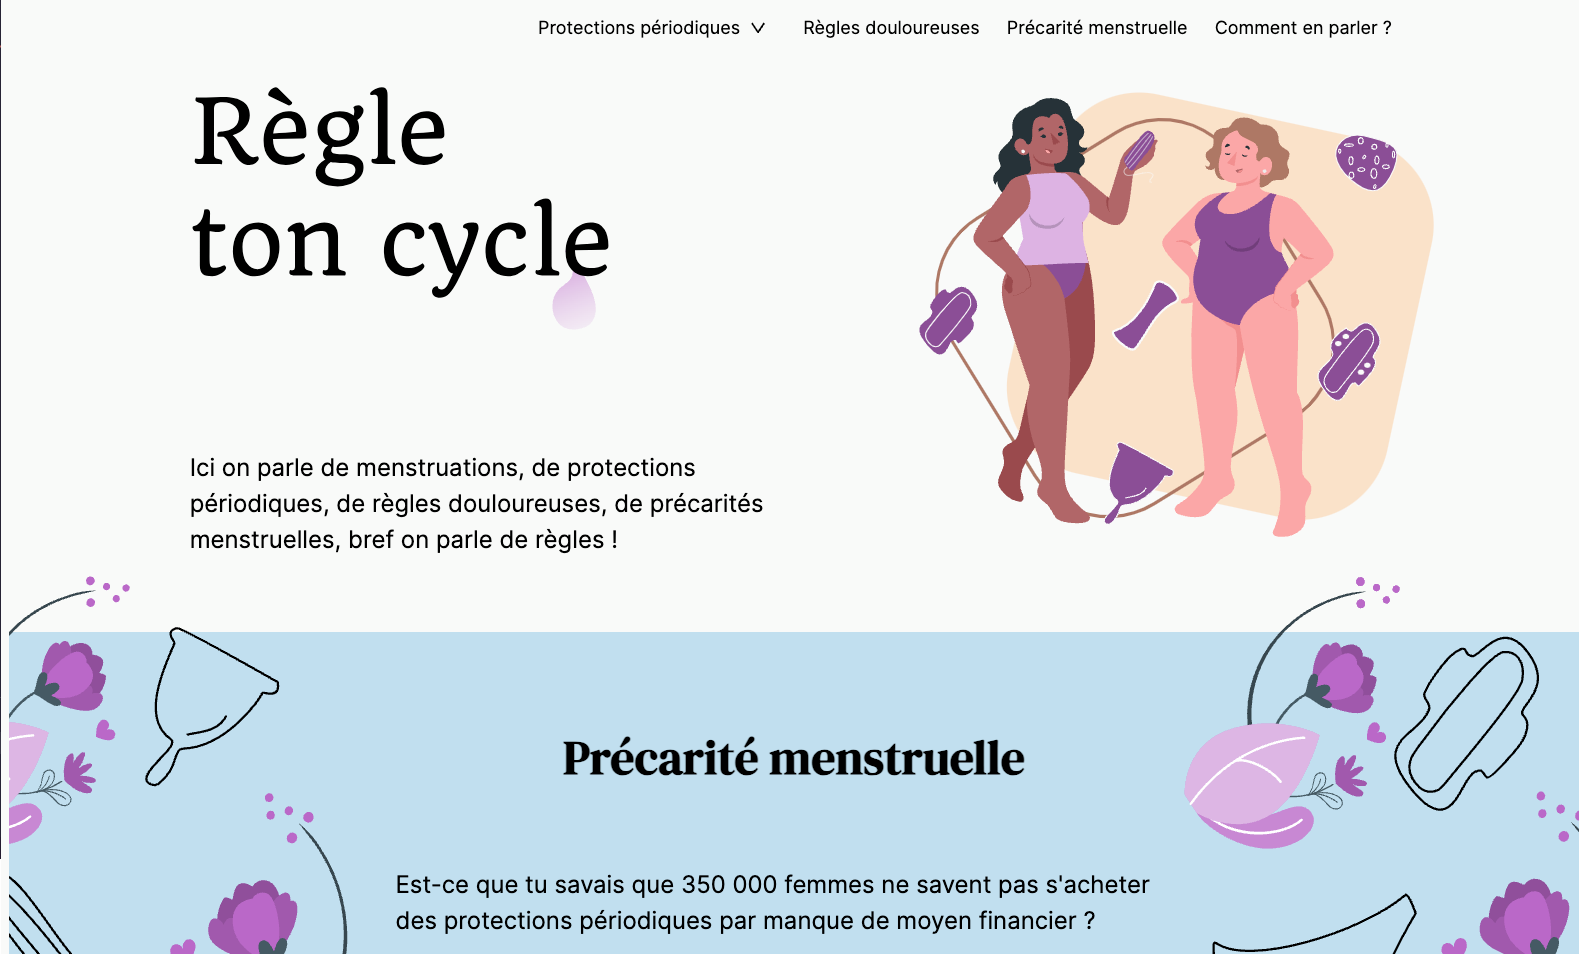 Protections périodiques Règles douloureuses Précarité menstruelle Comment en parler ?
Règle
ton cycle
Ici on parle de menstruations, de protections
périodiques, de règles douloureuses, de précarités
menstruelles, bref on parle de règles !
Précarité menstruelle
Est-ce que tu savais que 350 000 femmes ne savent pas s'acheter
des protections périodiques par manque de moyen financier ?